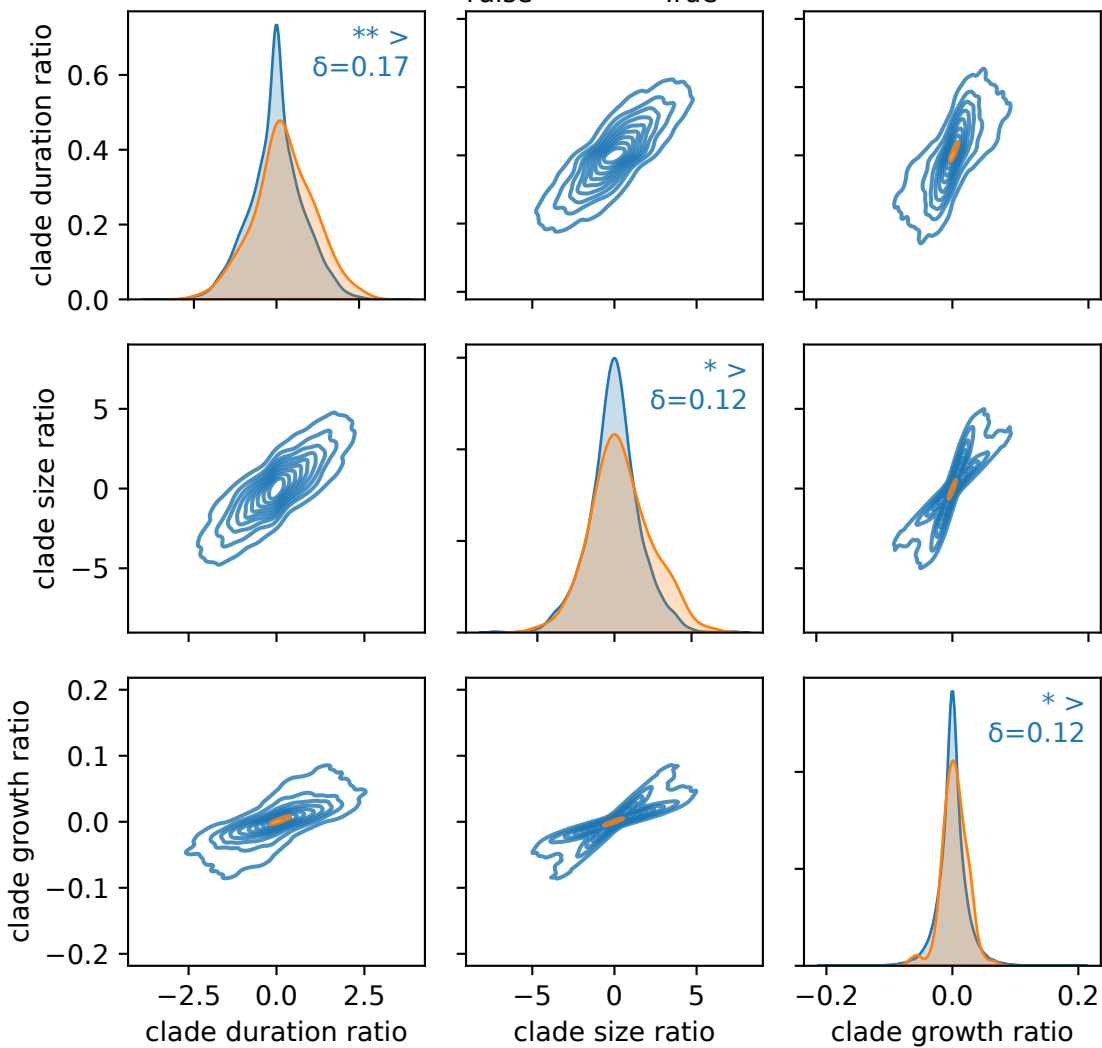 False True
clade duration ratio
0.6
0.4
0.2
0.0
** >
δ=0.17
clade size ratio
5
0
−5
* >
δ=0.12
clade growth ratio
0.2
0.1
0.0
−0.1
−0.2
* >
δ=0.12
−2.5 0.0 2.5
−5 0 5
−0.2 0.0 0.2
clade duration ratio
clade size ratio
clade growth ratio